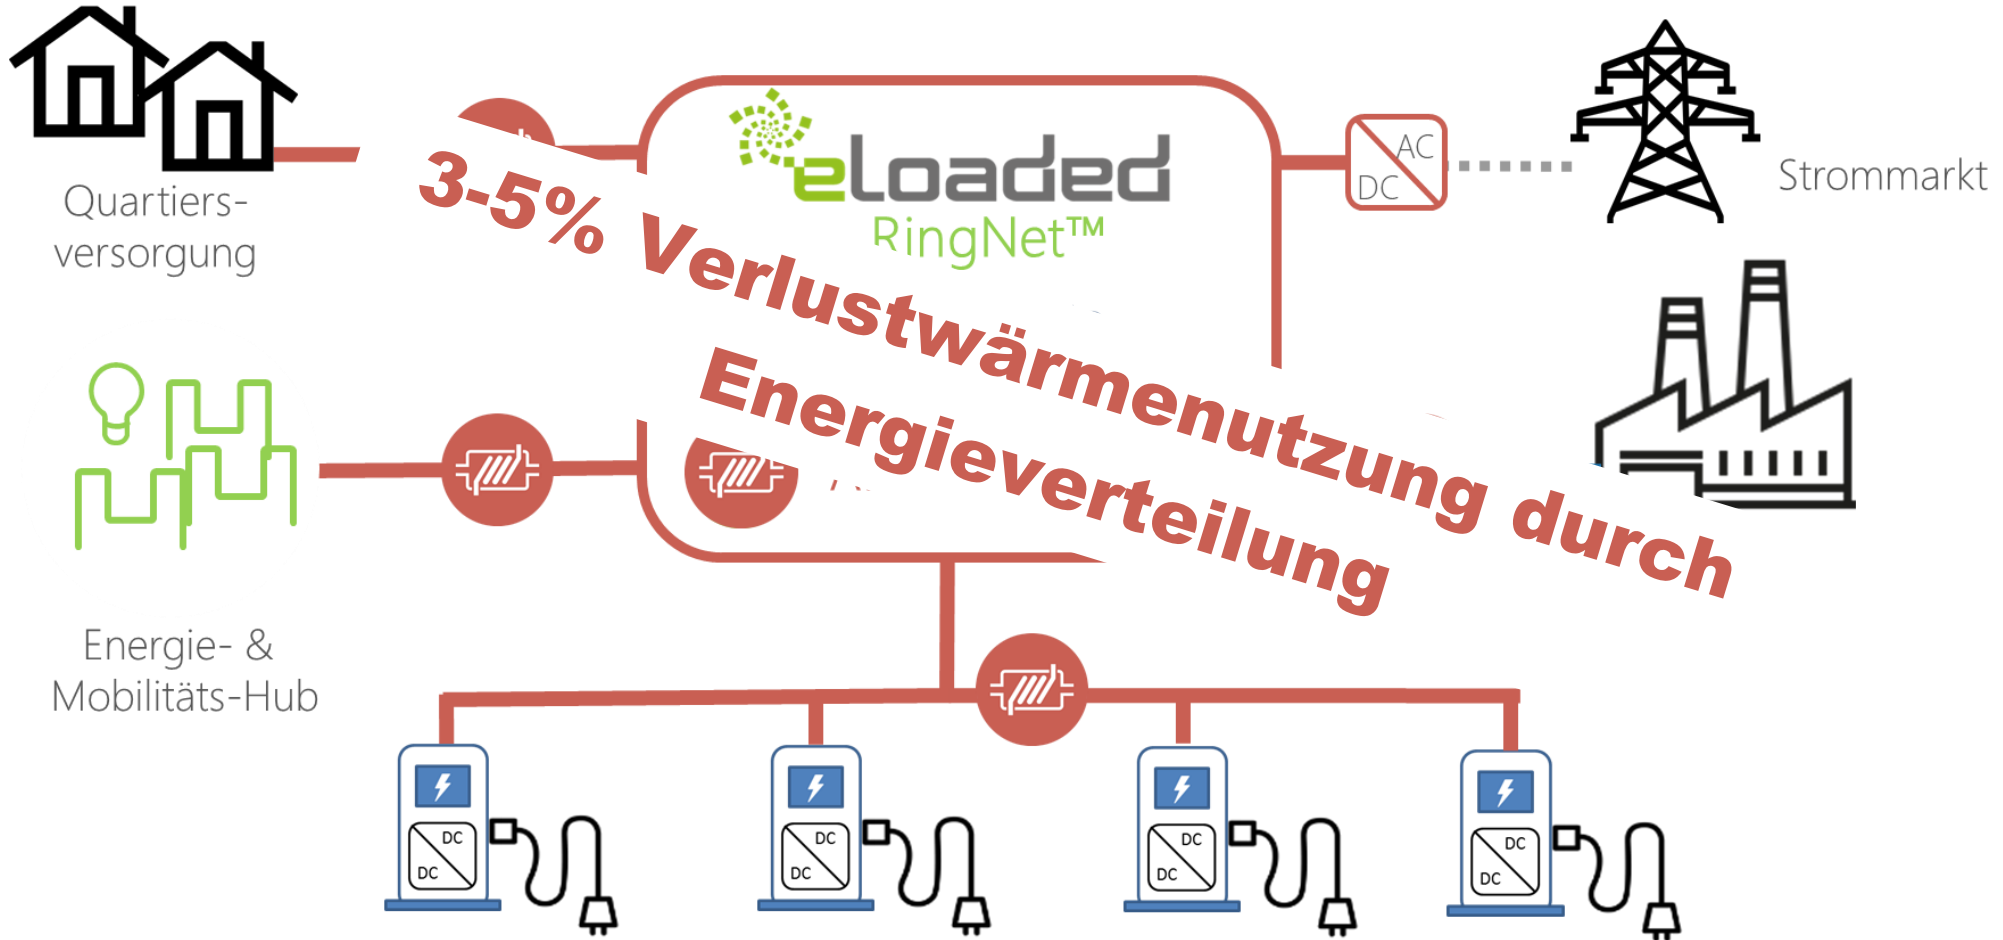 Quartiers-
versorgung
eLoaded
RingNet™
AC
DC
Strommarkt
3-5% Verlustwärmenutzung durch
Energieverteilung
Energie- &
Mobilitäts-Hub
DC
DC
DC
DC
DC
DC
DC
DC